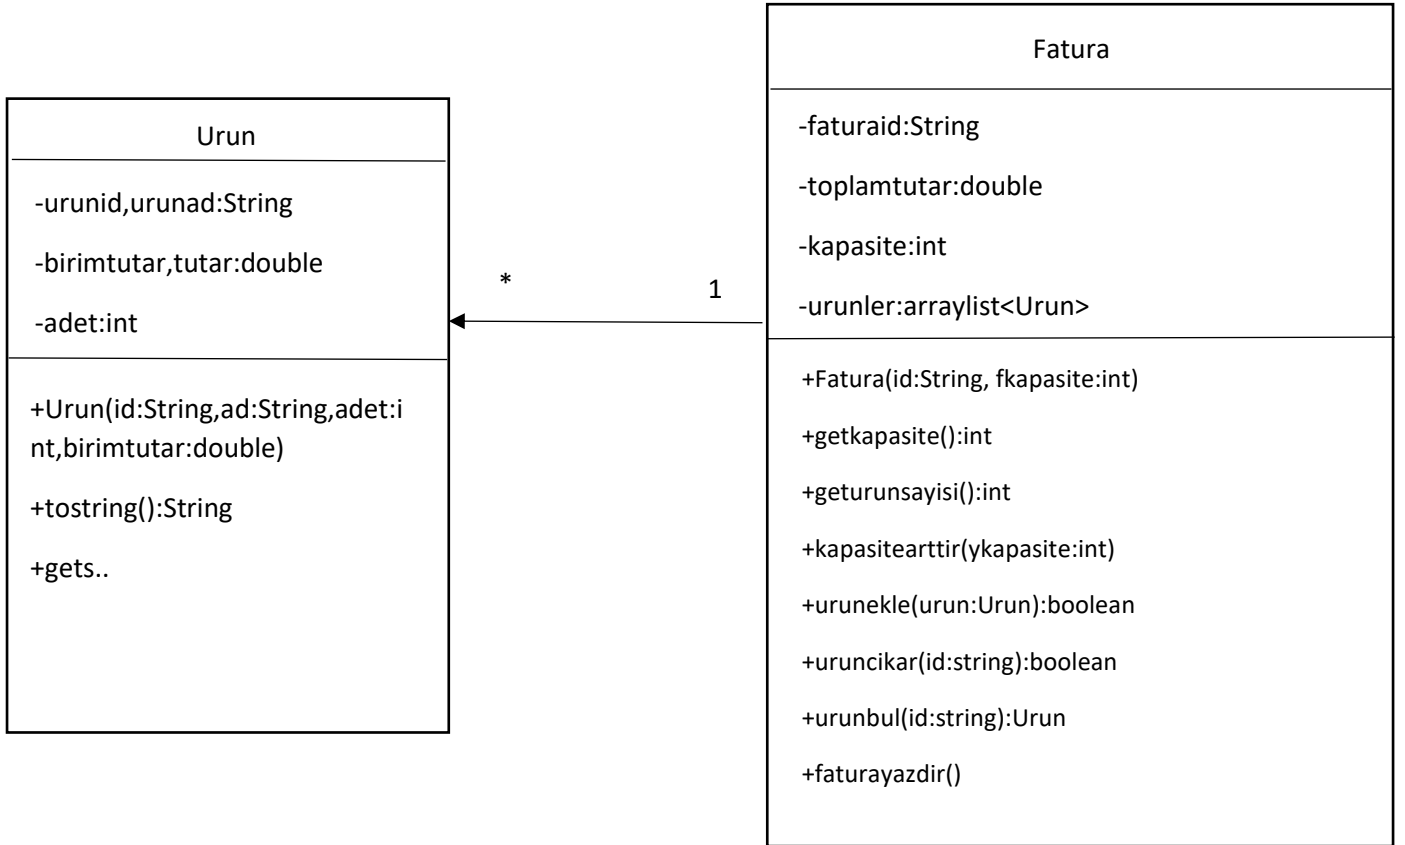 Urun
-urunid,urunad:String
-birimtutar,tutar:double
-adet:int
+Urun(id:String,ad:String,adet:i
nt,birimtutar:double)
+tostring():String
+gets..
*
1
Fatura
-faturaid:String
-toplamtutar:double
-kapasite:int
-urunler:arraylist<Urun>
+Fatura(id:String, fkapasite:int)
+getkapasite():int
+geturunsayisi():int
+kapasitearttir(ykapasite:int)
+urunekle(urun:Urun):boolean
+uruncikar(id:string):boolean
+urunbul(id:string):Urun
+faturayazdir()